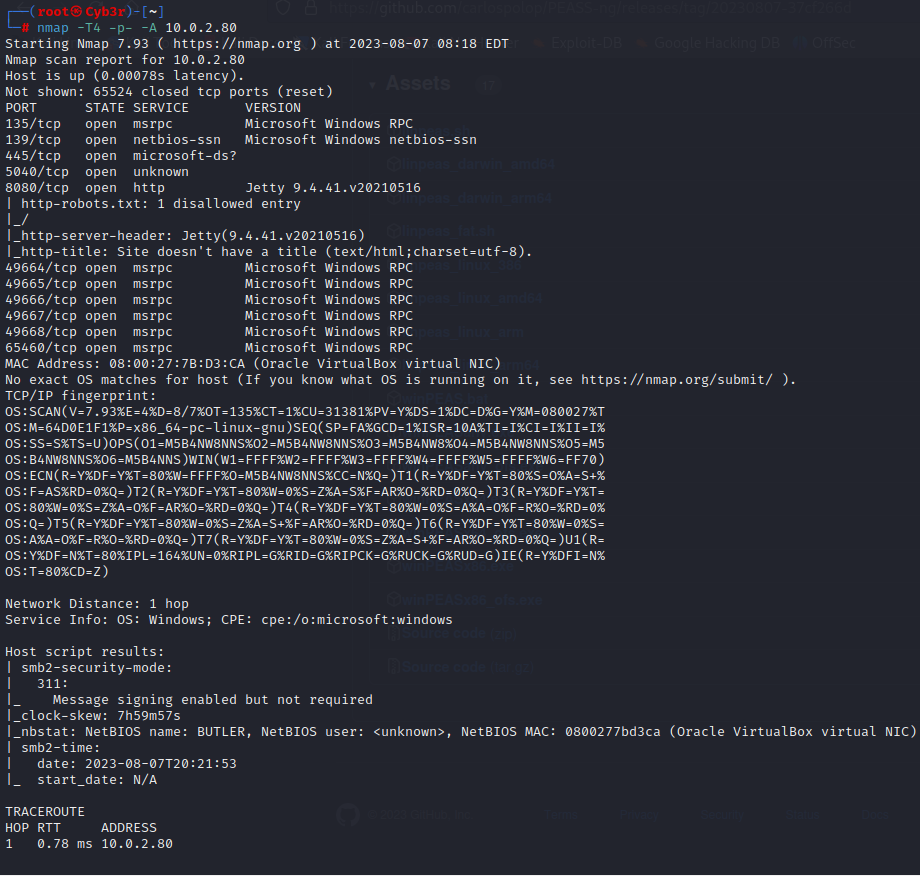 ┌──(root㉿Cyb3r)-[~]
└─# nmap -T4 -p- -A 10.0.2.80
Starting Nmap 7.93 ( https://nmap.org ) at 2023-08-07 08:18 EDT
Nmap scan report for 10.0.2.80
Host is up (0.00078s latency).
Not shown: 65524 closed tcp ports (reset)
PORT      STATE SERVICE       VERSION
135/tcp   open  msrpc         Microsoft Windows RPC
139/tcp   open  netbios-ssn   Microsoft Windows netbios-ssn
445/tcp   open  microsoft-ds?
5040/tcp  open  unknown
8080/tcp  open  http          Jetty 9.4.41.v20210516
| http-robots.txt: 1 disallowed entry
|_/
|_http-server-header: Jetty(9.4.41.v20210516)
|_http-title: Site doesn't have a title (text/html;charset=utf-8).
49664/tcp open  msrpc         Microsoft Windows RPC
49665/tcp open  msrpc         Microsoft Windows RPC
49666/tcp open  msrpc         Microsoft Windows RPC
49667/tcp open  msrpc         Microsoft Windows RPC
49668/tcp open  msrpc         Microsoft Windows RPC
65460/tcp open  msrpc         Microsoft Windows RPC
MAC Address: 08:00:27:7B:D3:CA (Oracle VirtualBox virtual NIC)
No exact OS matches for host (If you know what OS is running on it, see https://nmap.org/submit/ ).
TCP/IP fingerprint:
OS:SCAN(V=7.93%E=4%D=8/7%OT=135%CT=1%CU=31381%PV=Y%DS=1%DC=D%G=Y%M=080027%T
OS:M=64D0E1F1%P=x86_64-pc-linux-gnu)SEQ(SP=FA%GCD=1%ISR=10A%TI=I%CI=I%II=I%
OS:SS=S%TS=U)OPS(O1=M5B4NW8NNS%O2=M5B4NW8NNS%O3=M5B4NW8%O4=M5B4NW8NNS%O5=M5
OS:B4NW8NNS%O6=M5B4NNS)WIN(W1=FFFF%W2=FFFF%W3=FFFF%W4=FFFF%W5=FFFF%W6=FF70)
OS:ECN(R=Y%DF=Y%T=80%W=FFFF%O=M5B4NW8NNS%CC=N%Q=)T1(R=Y%DF=Y%T=80%S=O%A=S+%
OS:F=AS%RD=0%Q=)T2(R=Y%DF=Y%T=80%W=0%S=Z%A=S%F=AR%O=%RD=0%Q=)T3(R=Y%DF=Y%T=
OS:80%W=0%S=Z%A=O%F=AR%O=%RD=0%Q=)T4(R=Y%DF=Y%T=80%W=0%S=A%A=O%F=R%O=%RD=0%
OS:Q=)T5(R=Y%DF=Y%T=80%W=0%S=Z%A=S+%F=AR%O=%RD=0%Q=)T6(R=Y%DF=Y%T=80%W=0%S=
OS:A%A=O%F=R%O=%RD=0%Q=)T7(R=Y%DF=Y%T=80%W=0%S=Z%A=S+%F=AR%O=%RD=0%Q=)U1(R=
OS:Y%DF=N%T=80%IPL=164%UN=0%RIPL=G%RID=G%RIPCK=G%RUCK=G%RUD=G)IE(R=Y%DFI=N%
OS:T=80%CD=Z)
Network Distance: 1 hop
Service Info: OS: Windows; CPE: cpe:/o:microsoft:windows
Host script results:
| smb2-security-mode:
|   311:
|_    Message signing enabled but not required
|_clock-skew: 7h59m57s
|_nbstat: NetBIOS name: BUTLER, NetBIOS user: <unknown>, NetBIOS MAC: 0800277bd3ca (Oracle VirtualBox virtual NIC)
| smb2-time:
|   date: 2023-08-07T20:21:53
|_  start_date: N/A
TRACEROUTE
HOP RTT     ADDRESS
1   0.78 ms 10.0.2.80
Exploit-DB
Google Hacking DB
OffSec
Assets
linpeas_darwin_amd64
linpeas_darwin_arm64
linpeas_fat.sh
winPEASx86_ofs.exe
Source code (zip)
Source code (tar.gz)